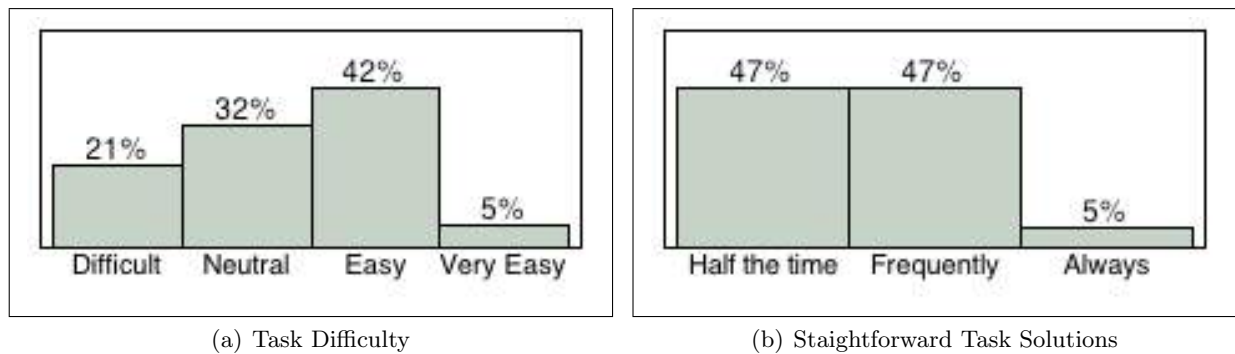 21%
32%
42%
5%
Difficult
Neutral
Easy
Very Easy
(a) Task Difficulty
47%
47%
5%
Half the time
Frequently
Always
(b) Staightforward Task Solutions